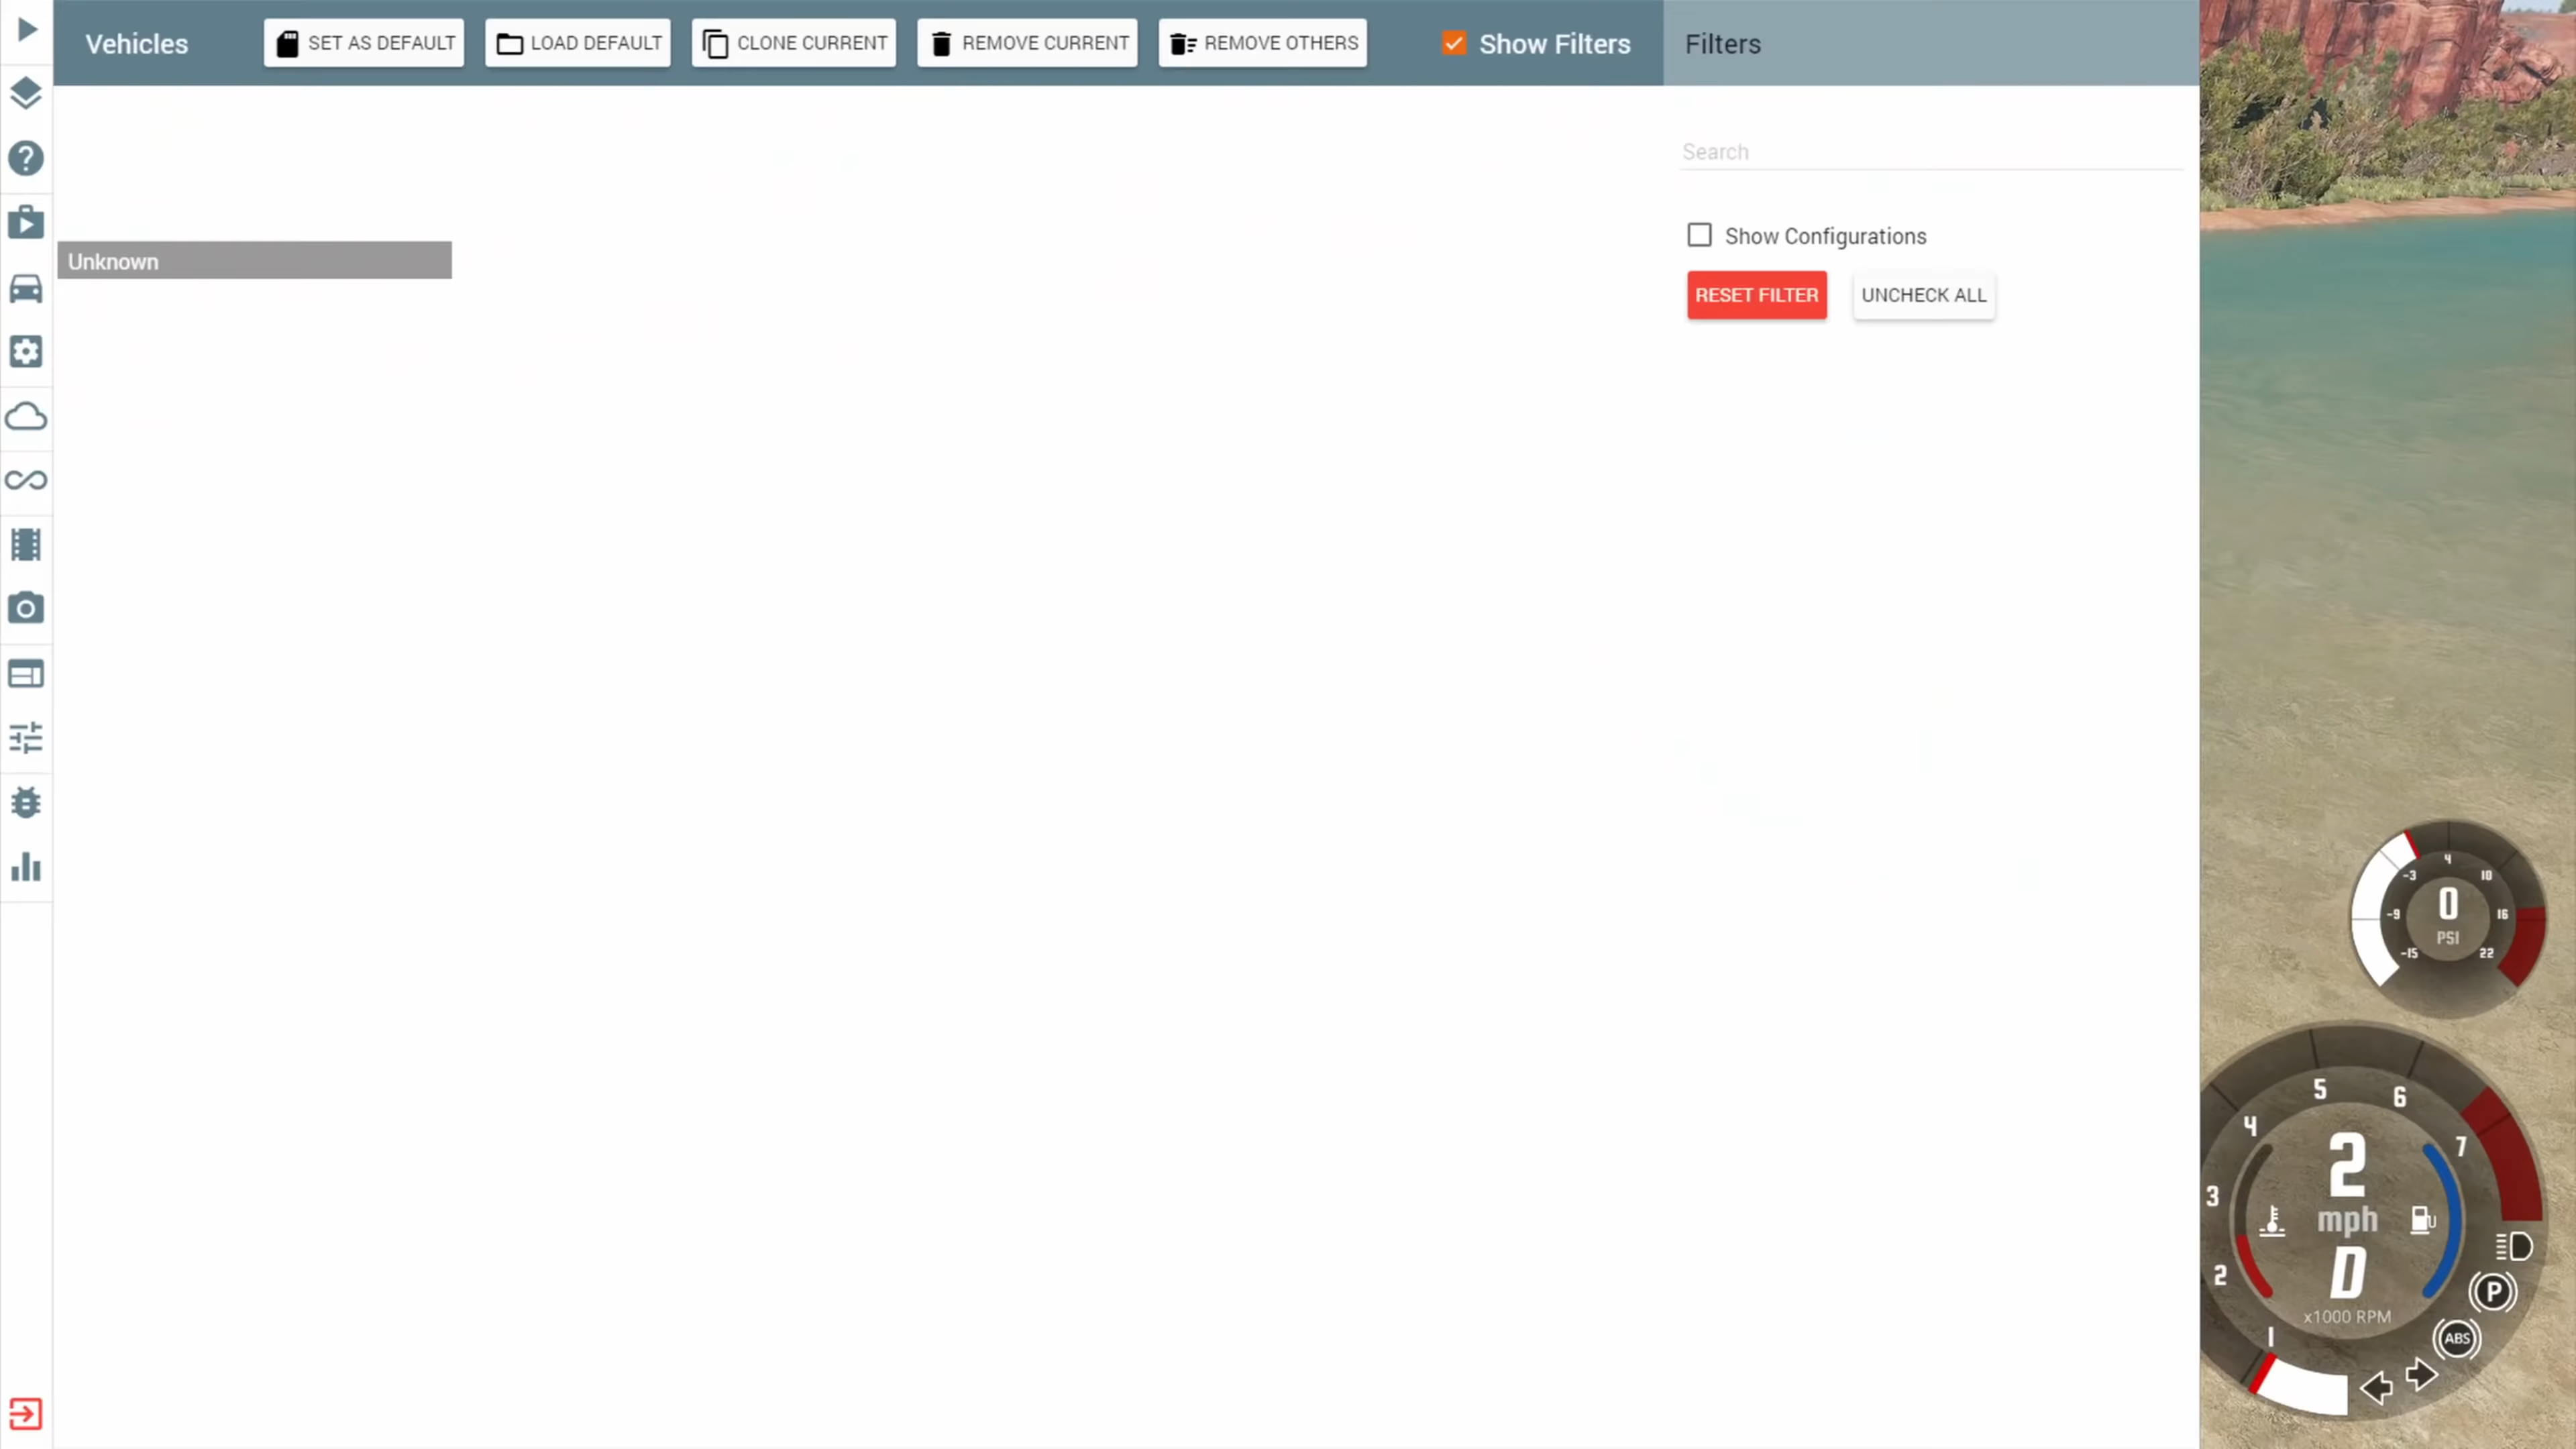 Vehicles
SET AS DEFAULT
LOAD DEFAULT
CLONE CURRENT
REMOVE CURRENT
REMOVE OTHERS
Show Filters
Filters
Search
Show Configurations
RESET FILTER
UNCHECK ALL
Unknown
-15 -9 -3 4 10 16 22
0
PSI
1 2 3 4 5 6 7
2
mph
D
x1000 RPM
P
ABS